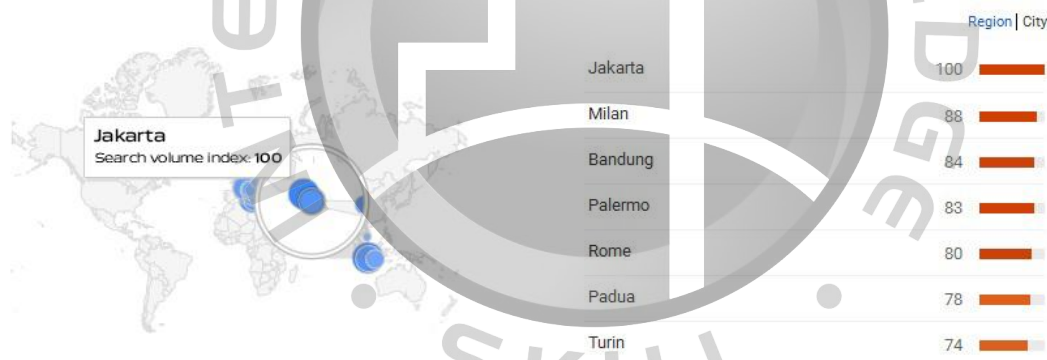 Region | City
Jakarta
Search volume index: 100
Jakarta 100
Milan 88
Bandung 84
Palermo 83
Rome 80
Padua 78
Turin 74
SKILL